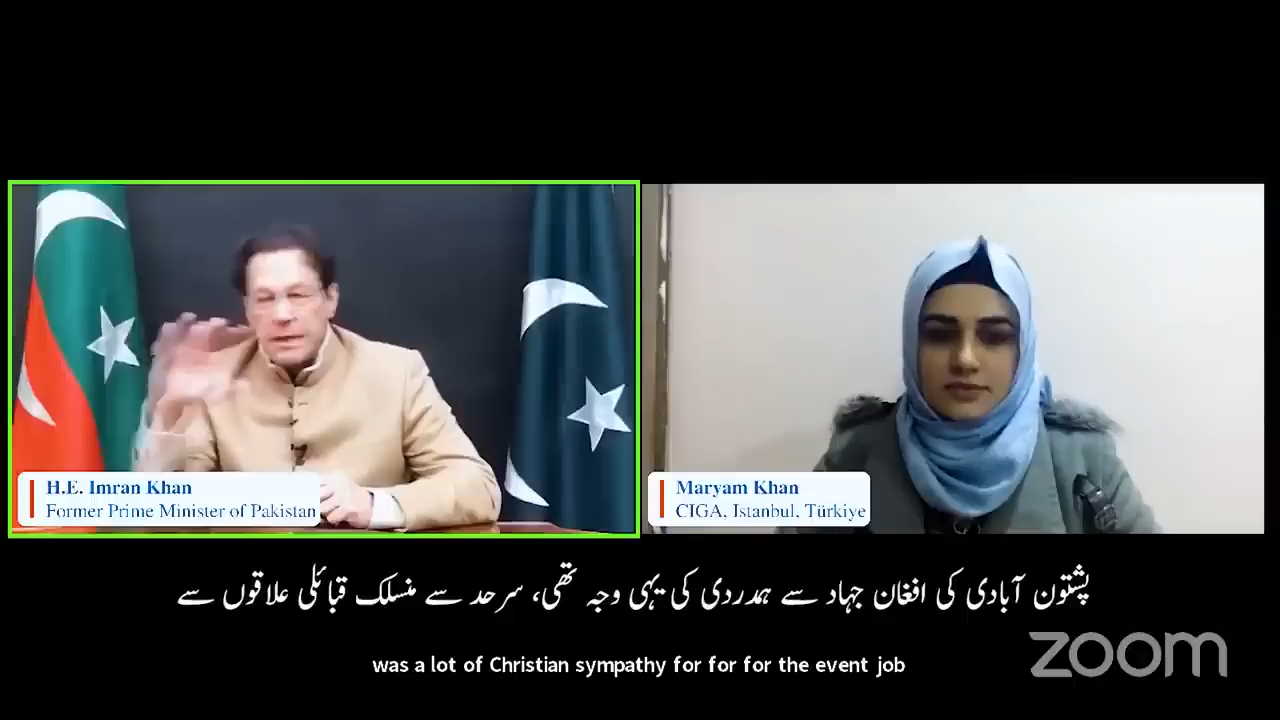 H.E. Imran Khan
Former Prime Minister of Pakistan
Maryam Khan
CIGA, Istanbul, Türkiye
پشتون آبادی کی افغان جہاد سے ہمدردی کی یہی وجہ تھی، سرحد سے منسلک قبائلی علاقوں سے
was a lot of Christian sympathy for for for the event job
zoom